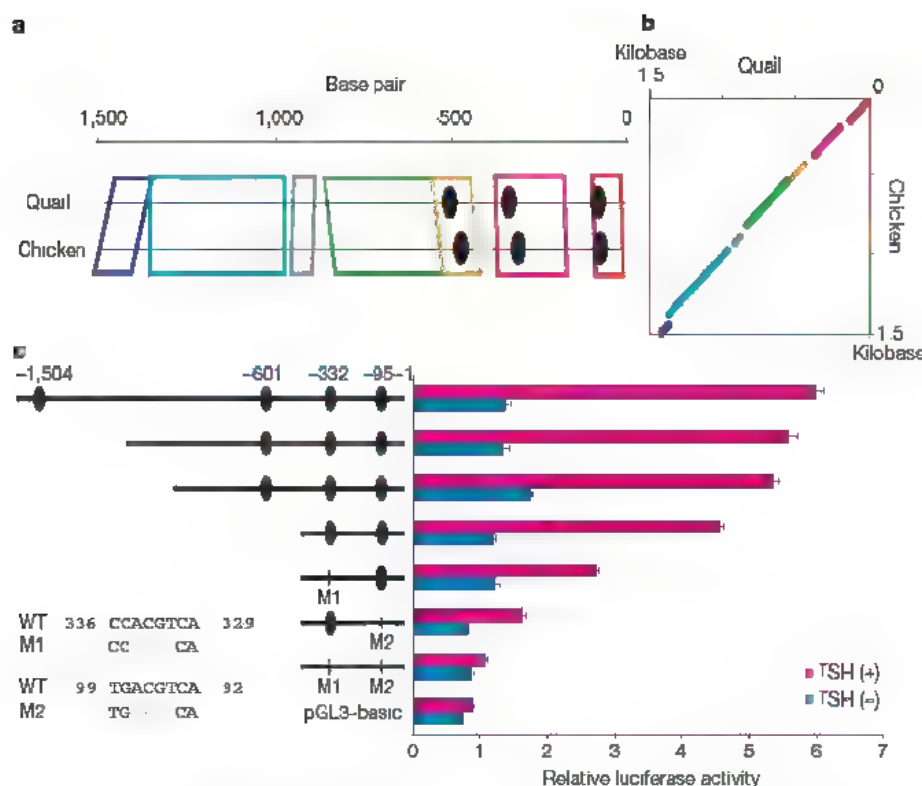 a
Base pair
1,500 1,000 500 0
Quail
Chicken
b
Kilobase
1 5 Quail 0
Chicken
1.5
Kilobase
c
−1,504 −601 −332 −95 −1
M1
M2
M1 M2
pGL3-basic
WT 336 CCACGTCA 329
M1 CC CA
WT 99 TGACGTCA 92
M2 TG CA
TSH (+)
TSH (−)
0 1 2 3 4 5 6 7
Relative luciferase activity